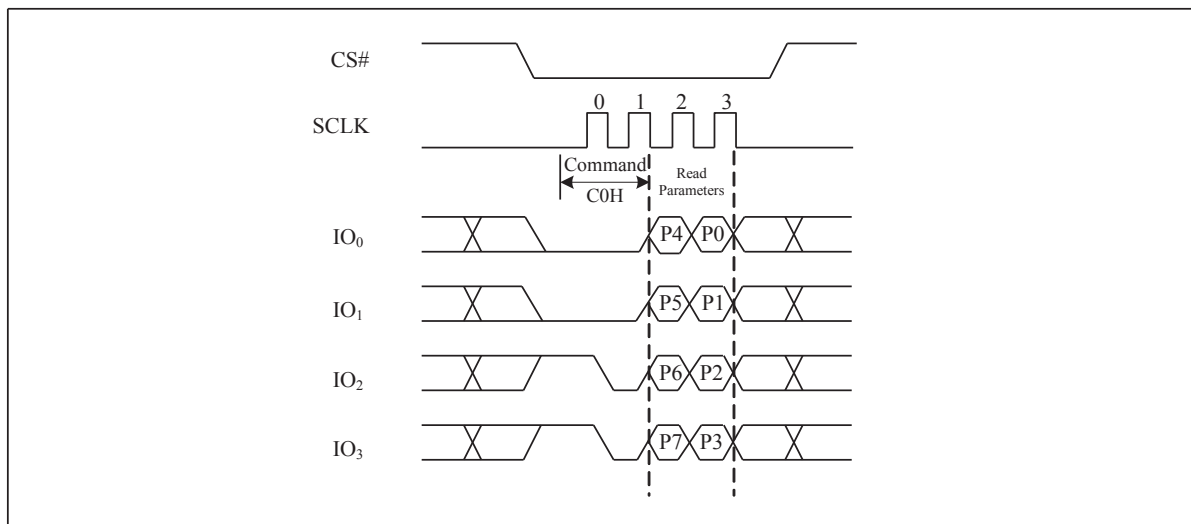 CS#
0 1 2 3
SCLK
Command
C0H
Read
Parameters
IO₀ P4 P0
IO₁ P5 P1
IO₂ P6 P2
IO₃ P7 P3